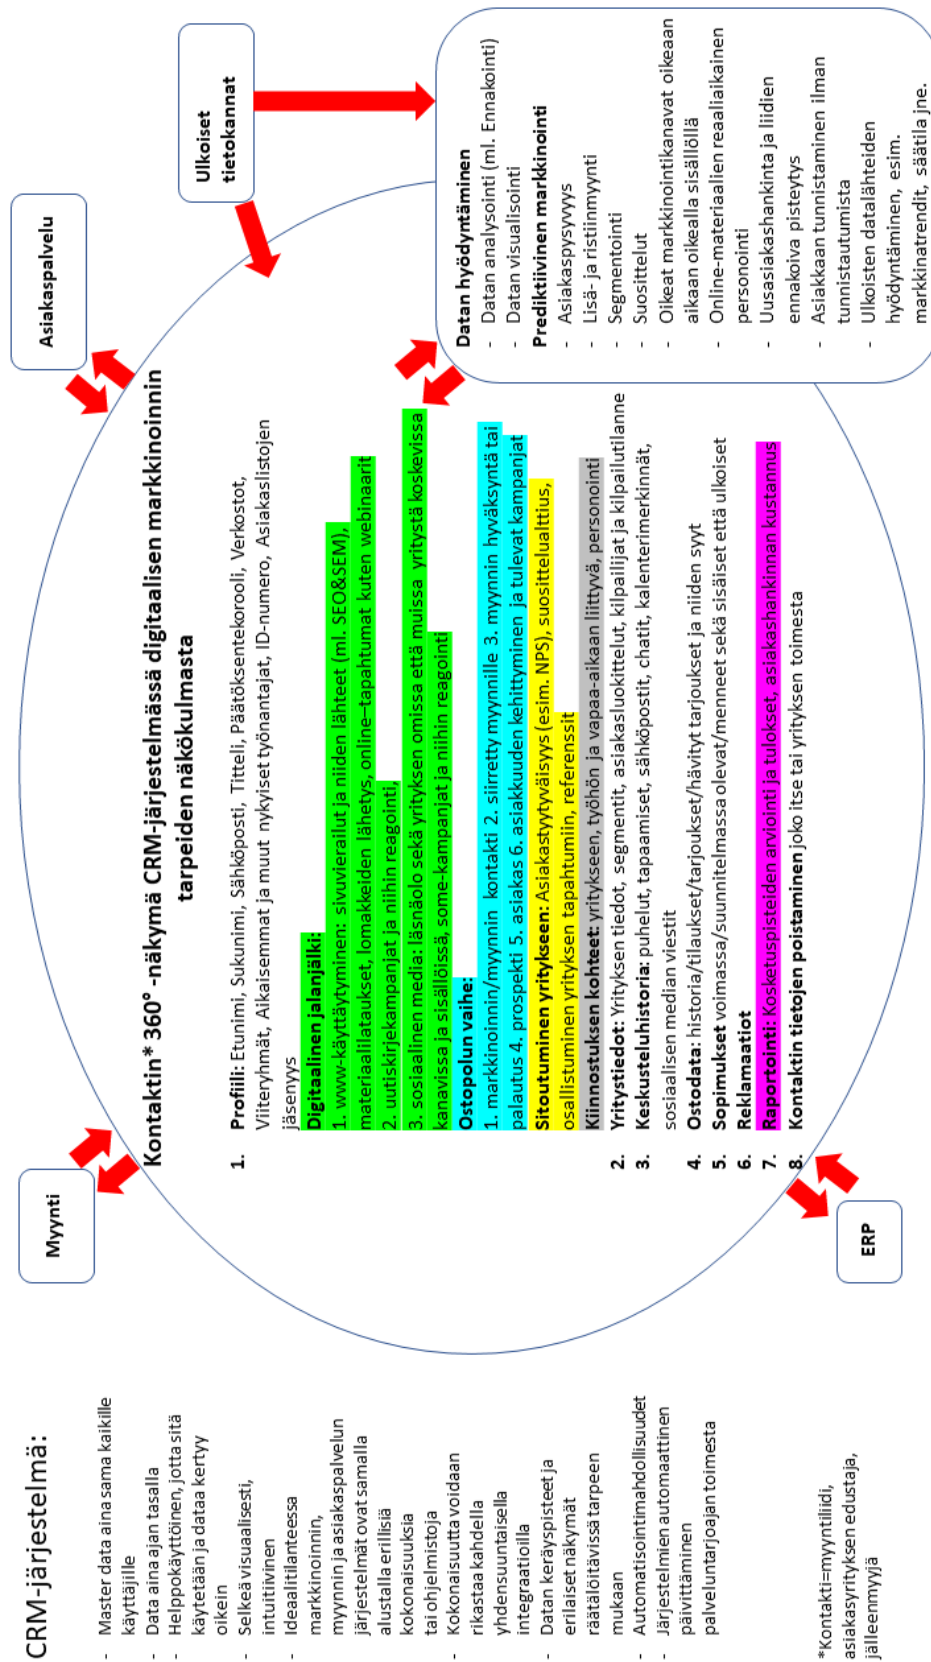 CRM-järjestelmä:
- Master data aina sama kaikille
käyttäjille
- Data aina ajan tasalla
- Helppokäyttöinen, jotta sitä
käytetään ja dataa kertyy
oikein
- Selkeä visuaalisesti,
intuitiivinen
- Ideaalitilanteessa
markkinoinnin,
myynnin ja asiakaspalvelun
järjestelmät ovat samalla
alustalla erillisiä
kokonaisuuksia
tai ohjelmistoja
- Kokonaisuutta voidaan
rikastaa kahdella
yhdensuuntaisella
integraatioilla
- Datan keräyspisteet ja
erilaiset näkymät
räätälöitävissä tarpeen
mukaan
- Automatisointimahdollisuudet
- Järjestelmien automaattinen
päivittäminen
palveluntarjoajan toimesta
*Kontakti=myyntiliidi,
asiakasyrityksen edustaja,
jälleenmyyjä
Myynti
Asiakaspalvelu
Ulkoiset
tietokannat
ERP
Kontaktin* 360° -näkymä CRM-järjestelmässä digitaalisen markkinoinnin
tarpeiden näkökulmasta
1. Profiili: Etunimi, Sukunimi, Sähköposti, Titteli, Päätöksentekorooli, Verkostot,
Viiteryhmät, Aikaisemmat ja muut nykyiset työnantajat, ID-numero, Asiakaslistojen
jäsenyys
Digitaalinen jalanjälki:
1. www-käyttäytyminen: sivuvierailut ja niiden lähteet (ml. SEO&SEM),
materiaalilataukset, lomakkeiden lähetys, online–tapahtumat kuten webinaarit
2. uutiskirjekampanjat ja niihin reagointi,
3. sosiaalinen media: läsnäolo sekä yrityksen omissa että muissa yritystä koskevissa
kanavissa ja sisällöissä, some-kampanjat ja niihin reagointi
Ostopolun vaihe:
1. markkinoinnin/myynnin kontakti 2. siirretty myynnille 3. myynnin hyväksyntä tai
palautus 4. prospekti 5. asiakas 6. asiakkuuden kehittyminen ja tulevat kampanjat
Sitoutuminen yritykseen: Asiakastyytyväisyys (esim. NPS), suosittelualttius,
osallistuminen yrityksen tapahtumiin, referenssit
Kiinnostuksen kohteet: yritykseen, työhön ja vapaa-aikaan liittyvä, personointi
2. Yritystiedot: Yrityksen tiedot, segmentit, asiakasluokittelut, kilpailijat ja kilpailutilanne
3. Keskusteluhistoria: puhelut, tapaamiset, sähköpostit, chatit, kalenterimerkinnät,
sosiaalisen median viestit
4. Ostodata: historia/tilaukset/tarjoukset/hävityt tarjoukset ja niiden syyt
5. Sopimukset voimassa/suunnitelmassa olevat/menneet sekä sisäiset että ulkoiset
6. Reklamaatiot
7. Raportointi: Kosketuspisteiden arviointi ja tulokset, asiakashankinnan kustannus
8. Kontaktin tietojen poistaminen joko itse tai yrityksen toimesta
Datan hyödyntäminen
- Datan analysointi (ml. Ennakointi)
- Datan visualisointi
Prediktiivinen markkinointi
- Asiakaspysyvyys
- Lisä- ja ristiinmyynti
- Segmentointi
- Suosittelut
- Oikeat markkinointikanavat oikeaan
aikaan oikealla sisällöllä
- Online-materiaalien reaaliaikainen
personointi
- Uusasiakashankinta ja liidien
ennakoiva pisteytys
- Asiakkaan tunnistaminen ilman
tunnistautumista
- Ulkoisten datalähteiden
hyödyntäminen, esim.
markkinatrendit, säätila jne.